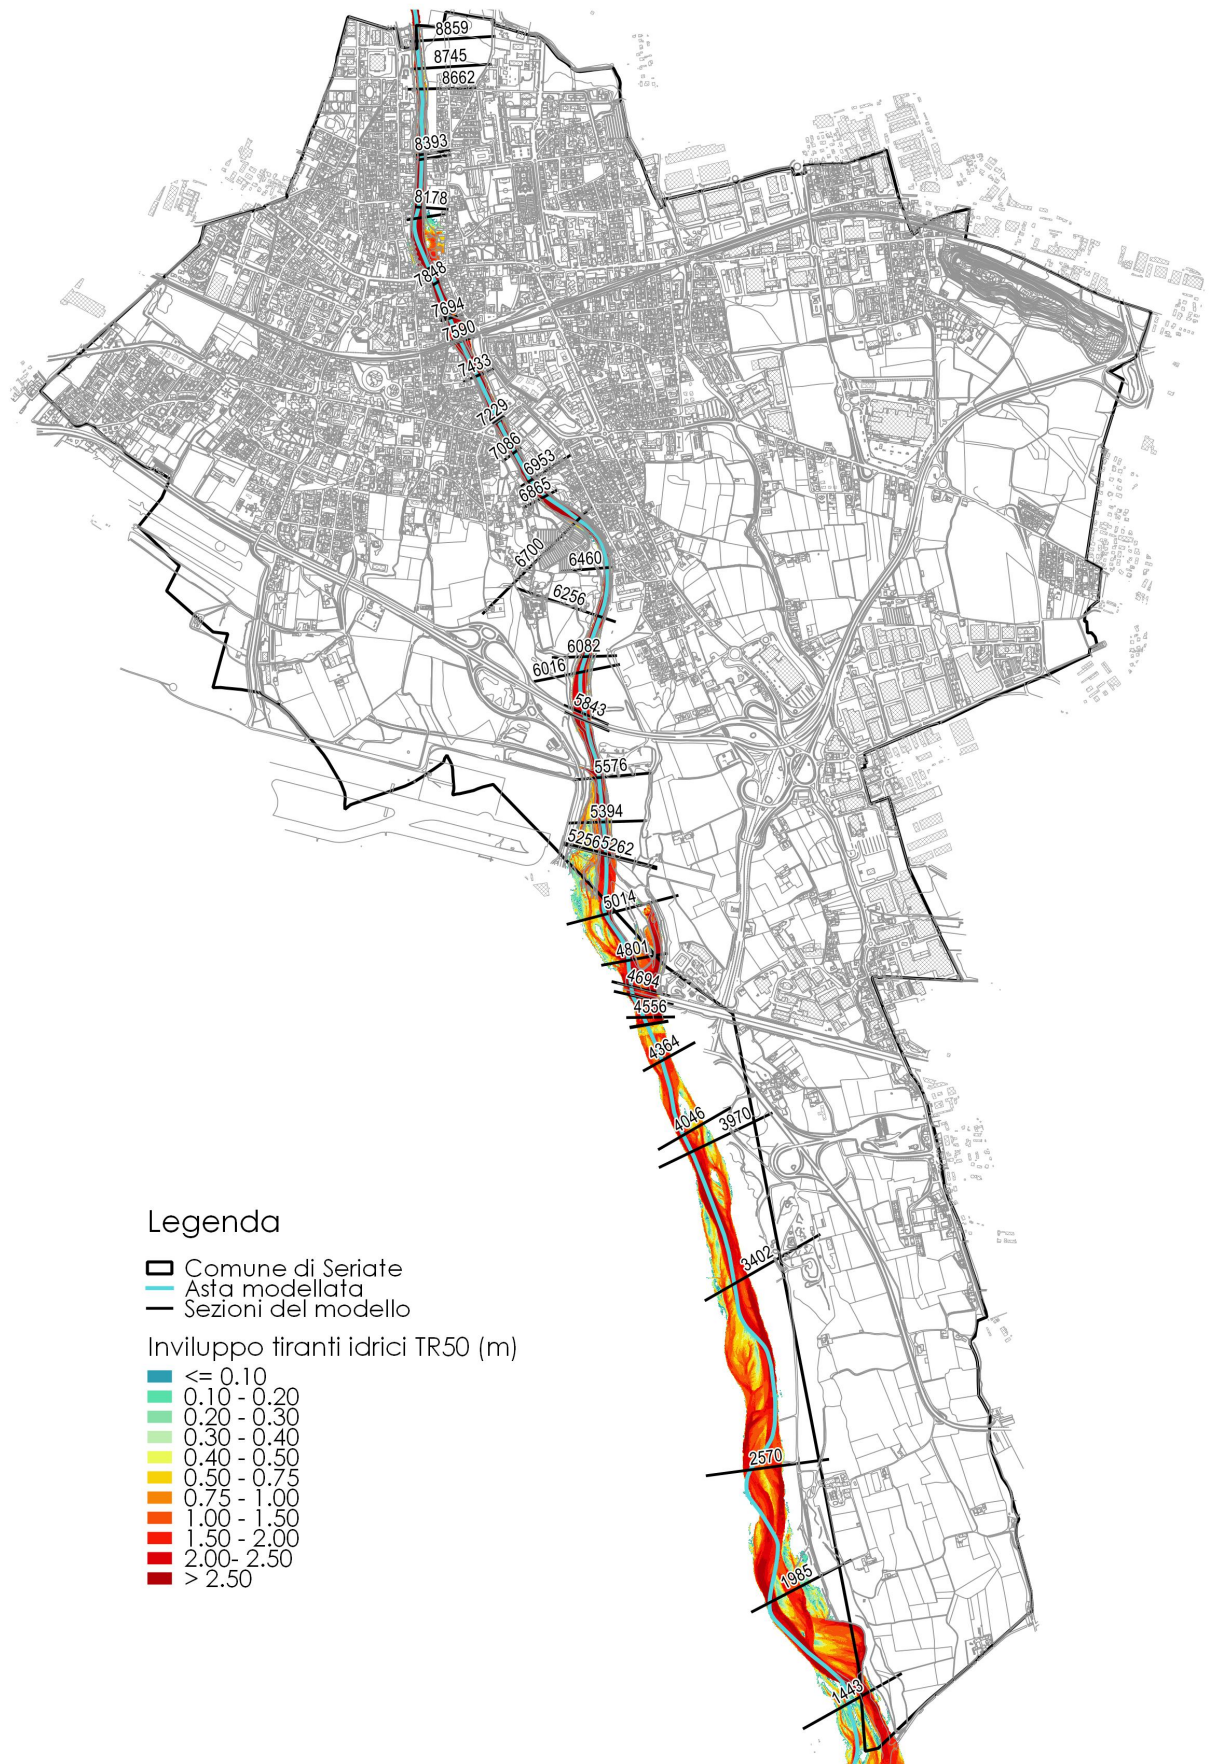 8859
8745
8662
8393
8178
7848
7694
7590
7433
7229
7086
6953
6865
6700
6460
6256
6082
6016
5843
5576
5394
52565262
5014
4801
4694
4556
4364
4046
3970
3402
2570
1985
1443
Legenda
Comune di Seriate
Asta modellata
Sezioni del modello
Inviluppo tiranti idrici TR50 (m)
<= 0.10
0.10 - 0.20
0.20 - 0.30
0.30 - 0.40
0.40 - 0.50
0.50 - 0.75
0.75 - 1.00
1.00 - 1.50
1.50 - 2.00
2.00- 2.50
> 2.50